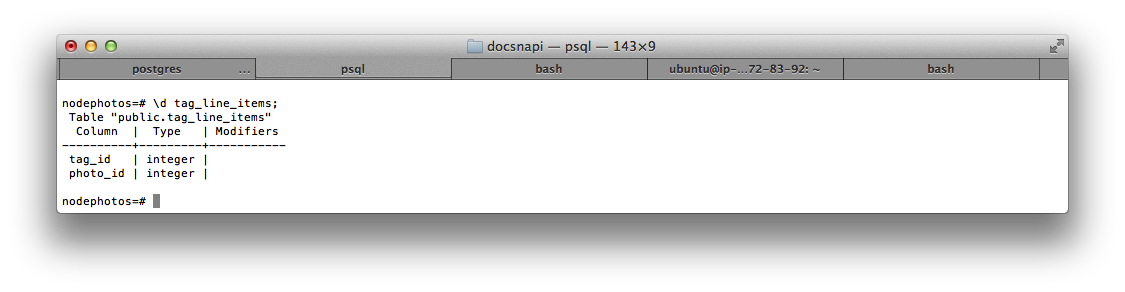 docsnapi — psql — 143×9
postgres ... psql bash ubuntu@ip-...72-83-92: ~ bash
nodephotos=# \d tag_line_items;
 Table "public.tag_line_items"
  Column  |  Type   | Modifiers
----------+---------+-----------
 tag_id   | integer |
 photo_id | integer |
nodephotos=#